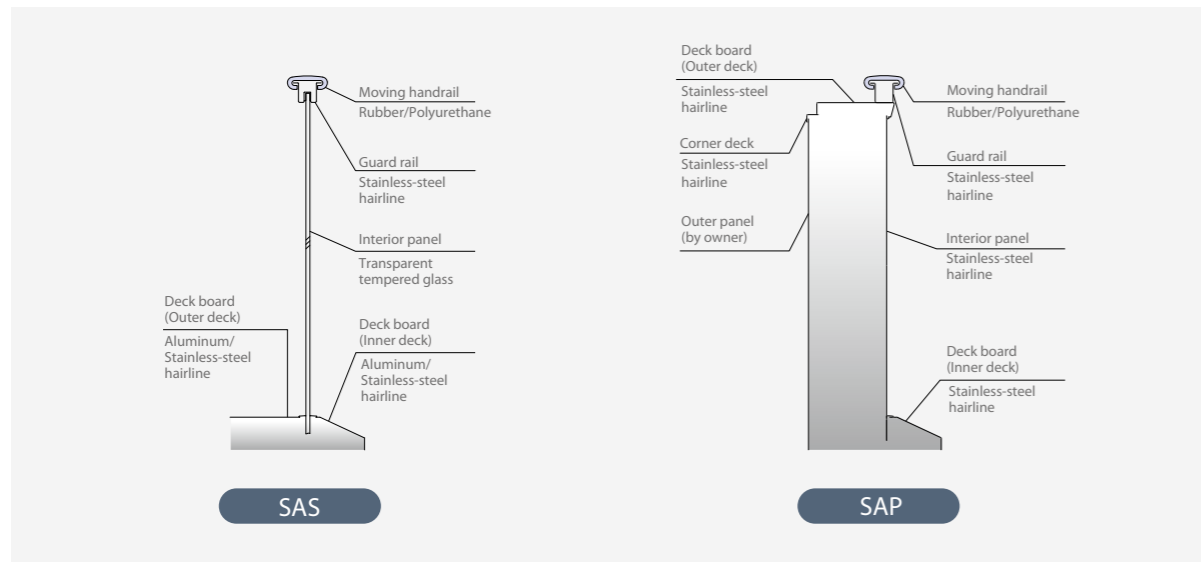 Moving handrail
Rubber/Polyurethane
Guard rail
Stainless-steel
hairline
Interior panel
Transparent
tempered glass
Deck board
(Outer deck)
Aluminum/
Stainless-steel
hairline
Deck board
(Inner deck)
Aluminum/
Stainless-steel
hairline
SAS
Deck board
(Outer deck)
Stainless-steel
hairline
Corner deck
Stainless-steel
hairline
Outer panel
(by owner)
Moving handrail
Rubber/Polyurethane
Guard rail
Stainless-steel
hairline
Interior panel
Stainless-steel
hairline
Deck board
(Inner deck)
Stainless-steel
hairline
SAP